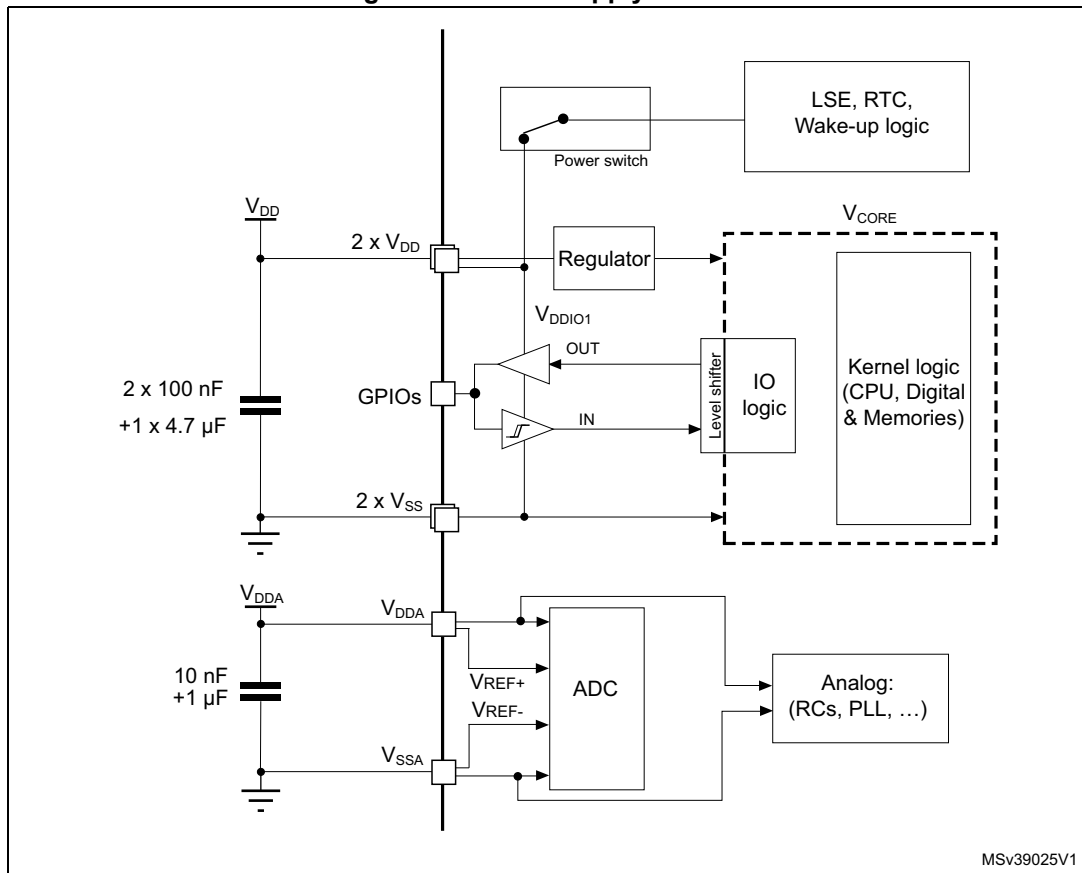 LSE, RTC,
Wake-up logic
Power switch
VDD
VCORE
2 x VDD
Regulator
VDDIO1
OUT
2 x 100 nF
+1 x 4.7 µF
GPIOs
IN
Level shifter
IO
logic
Kernel logic
(CPU, Digital
& Memories)
2 x VSS
VDDA
VDDA
10 nF
+1 µF
VREF+
VREF-
ADC
Analog:
(RCs, PLL, …)
VSSA
MSv39025V1